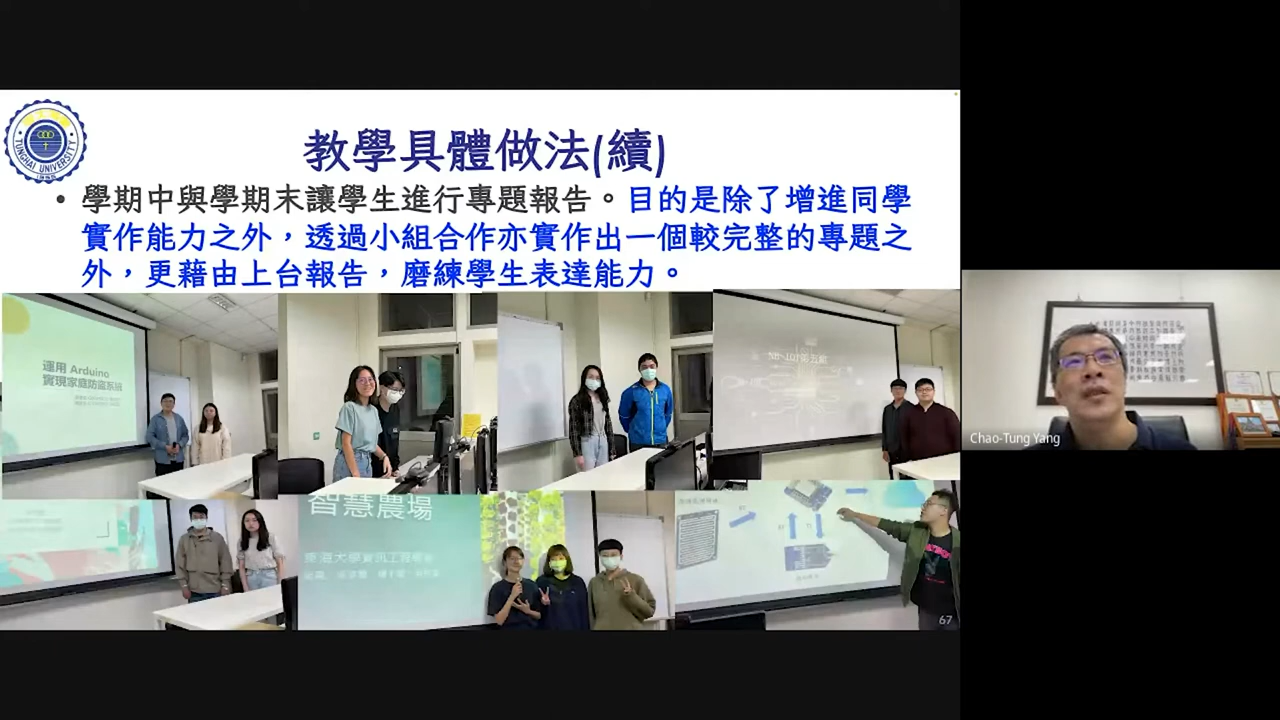 教學具體做法(續)
TUNGHAI UNIVERSITY
• 學期中與學期末讓學生進行專題報告。目的是除了增進同學
實作能力之外，透過小組合作亦實作出一個較完整的專題之
外，更藉由上台報告，磨練學生表達能力。
運用 Arduino
實現家庭防盜系統
智慧農場
67
Chao-Tung Yang